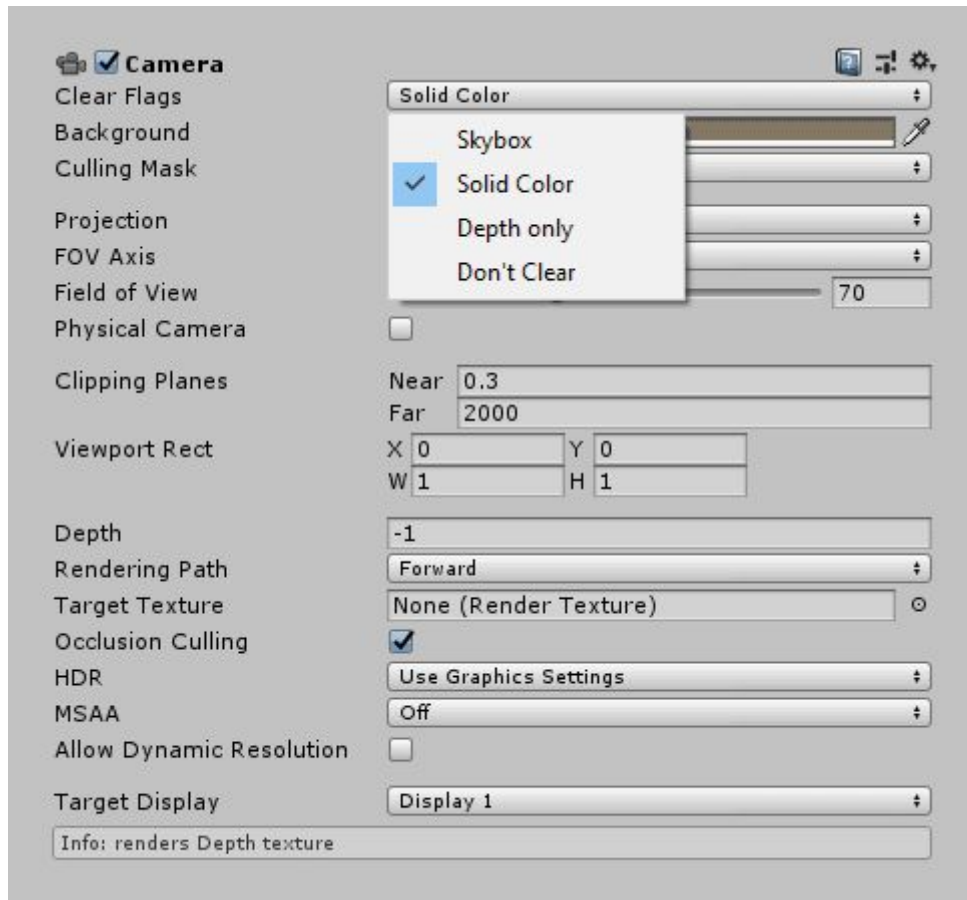 Camera
Clear Flags Solid Color
Background
Skybox
Culling Mask
Solid Color
Projection
Depth only
FOV Axis
Don't Clear
Field of View 70
Physical Camera
Clipping Planes Near 0.3
Far 2000
Viewport Rect X 0 Y 0
W 1 H 1
Depth -1
Rendering Path Forward
Target Texture None (Render Texture)
Occlusion Culling
HDR Use Graphics Settings
MSAA Off
Allow Dynamic Resolution
Target Display Display 1
Info: renders Depth texture